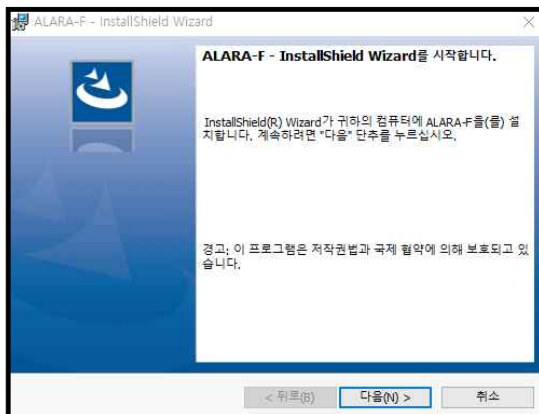 ALARA-F - InstallShield Wizard
ALARA-F - InstallShield Wizard를 시작합니다.
InstallShield(R) Wizard가 귀하의 컴퓨터에 ALARA-F을(를) 설
치합니다. 계속하려면 "다음" 단추를 누르십시오.
경고: 이 프로그램은 저작권법과 국제 협약에 의해 보호되고 있
습니다.
< 뒤로(B) 다음(N) > 취소